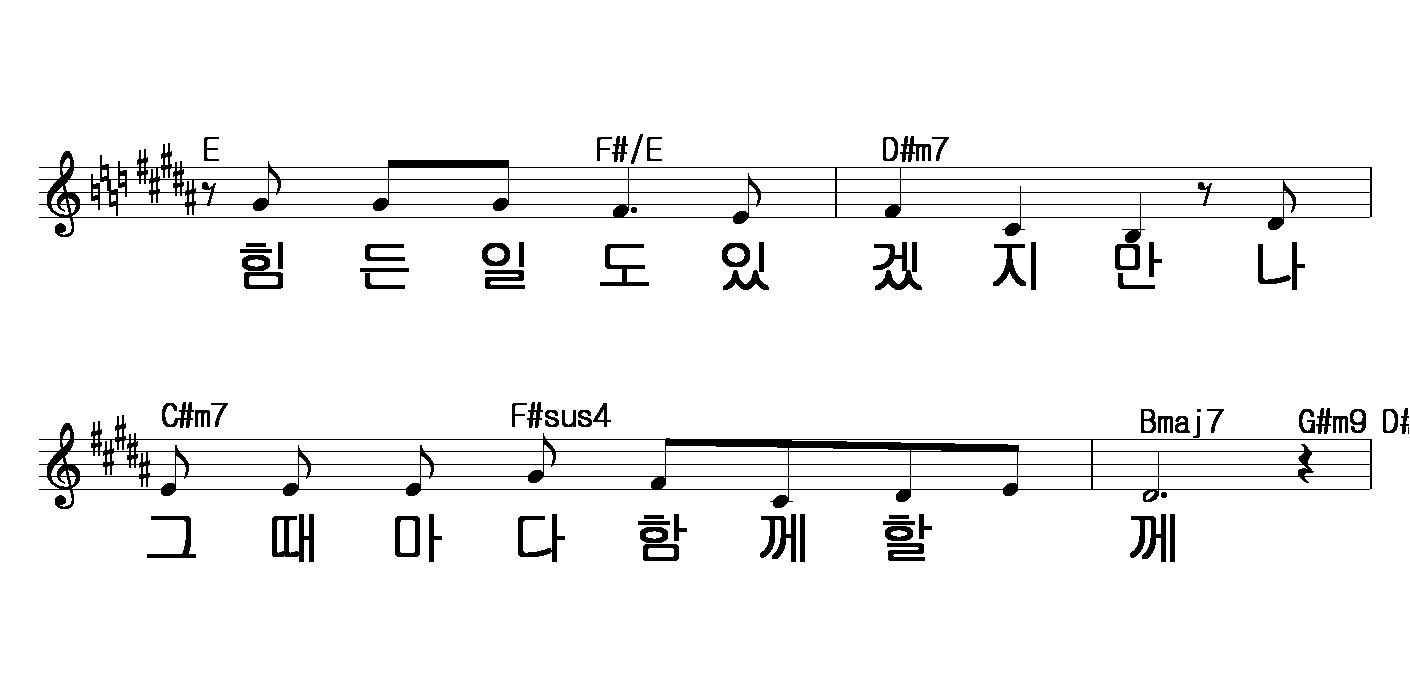 E F#/E D#m7
힘 든 일 도 있 겠 지 만 나
C#m7 F#sus4 Bmaj7 G#m9 D#
그 때 마 다 함 께 할 께